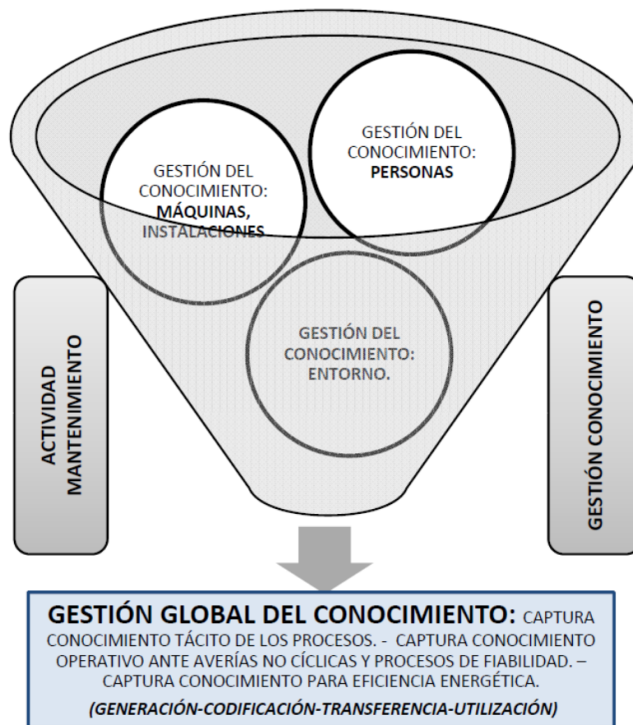 GESTIÓN DEL
CONOCIMIENTO:
PERSONAS
GESTIÓN DEL
CONOCIMIENTO:
MÁQUINAS,
INSTALACIONES
GESTIÓN DEL
CONOCIMIENTO:
ENTORNO.
ACTIVIDAD
MANTENIMIENTO
GESTIÓN CONOCIMIENTO
GESTIÓN GLOBAL DEL CONOCIMIENTO: CAPTURA
CONOCIMIENTO TÁCITO DE LOS PROCESOS. - CAPTURA CONOCIMIENTO
OPERATIVO ANTE AVERÍAS NO CÍCLICAS Y PROCESOS DE FIABILIDAD. –
CAPTURA CONOCIMIENTO PARA EFICIENCIA ENERGÉTICA.
(GENERACIÓN-CODIFICACIÓN-TRANSFERENCIA-UTILIZACIÓN)